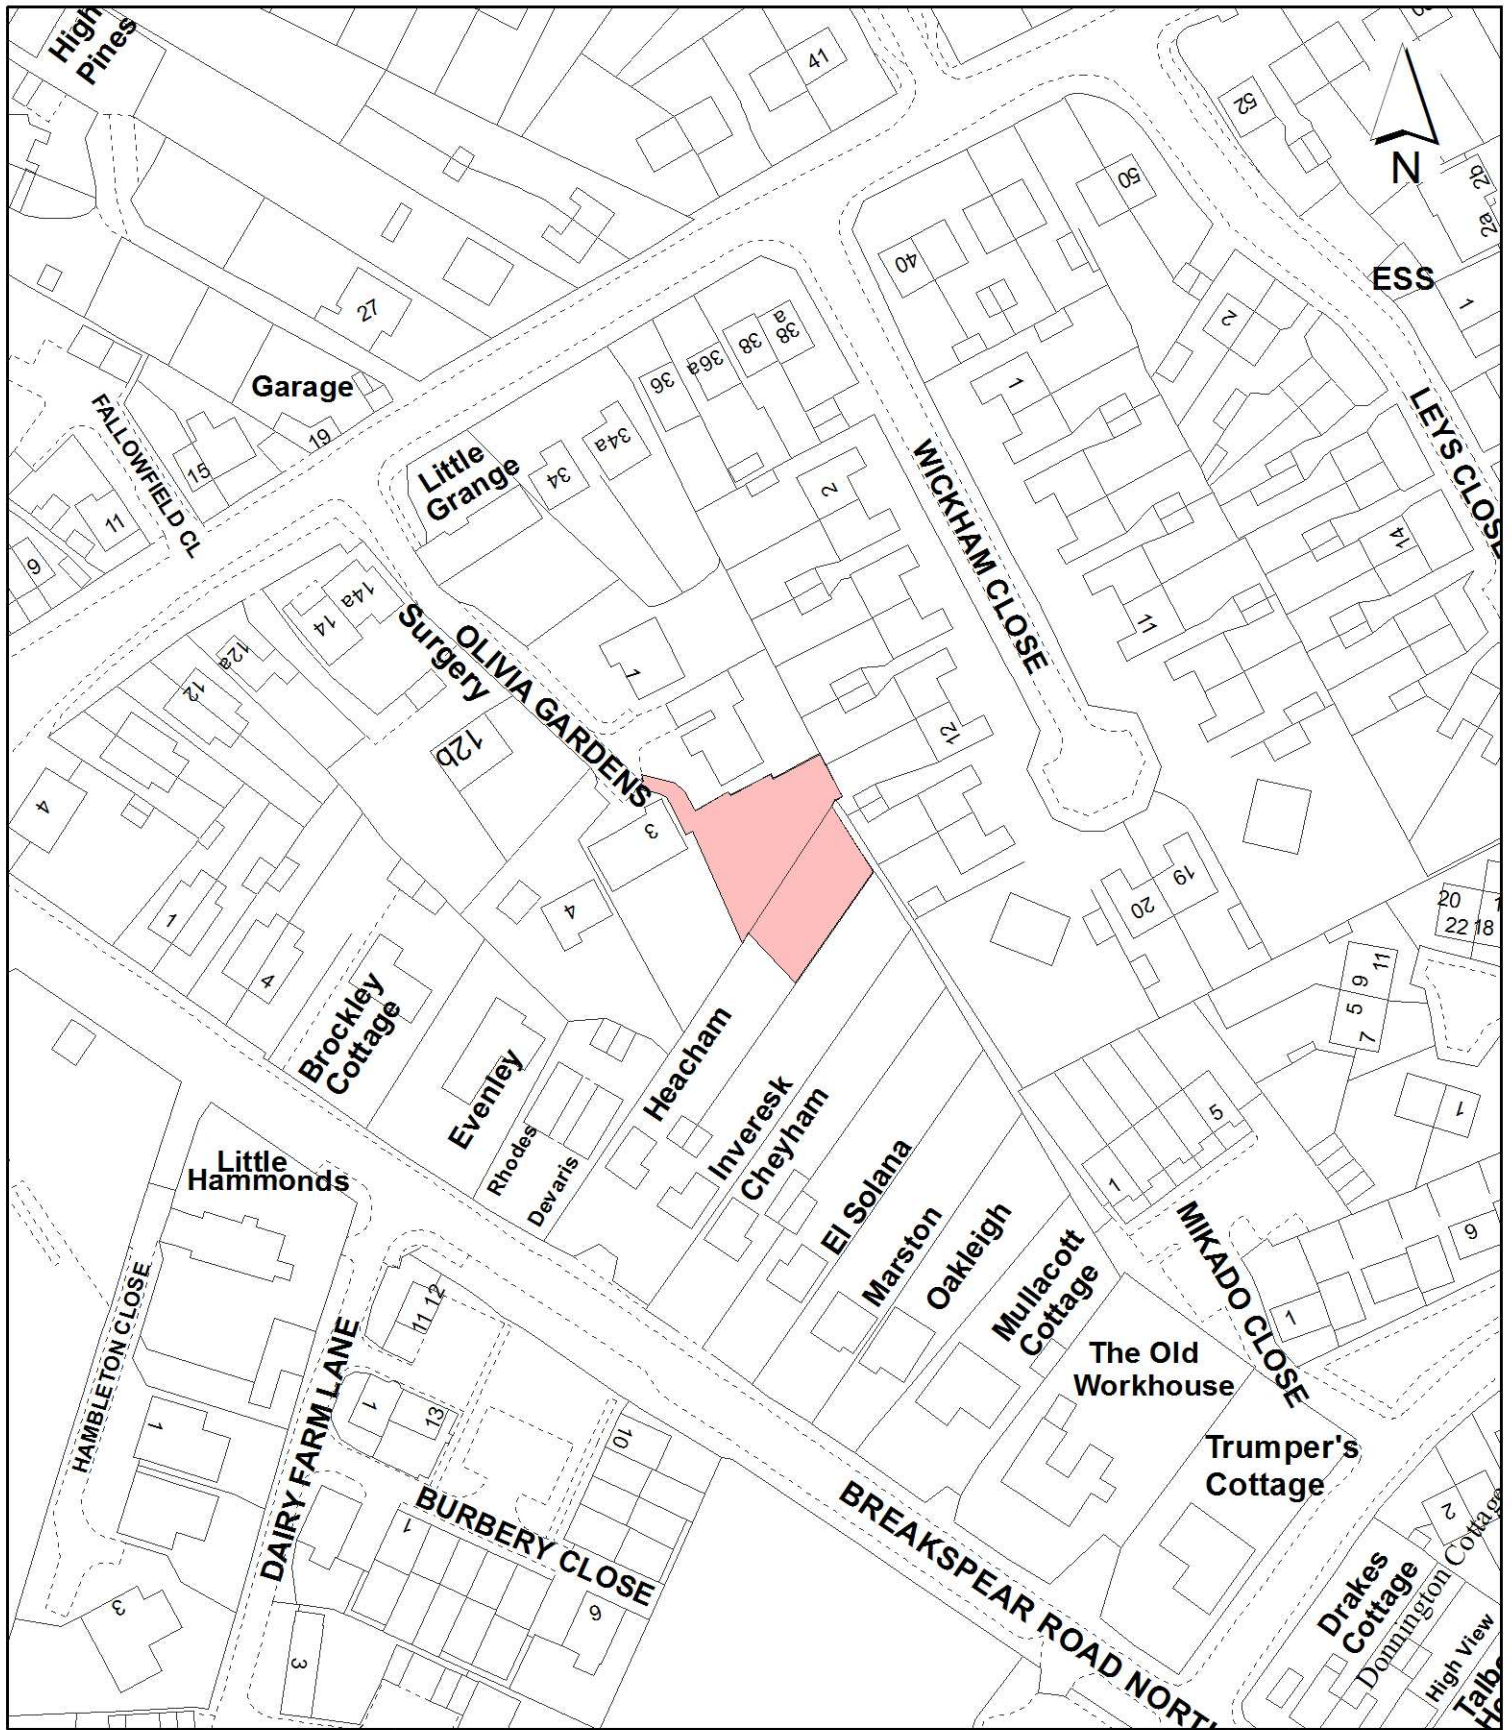 High
Pines
41
52
N
2b
2a
50
40
ESS
1
27
2
38
38
a
36
36a
Garage
1
FALLOWFIELD CL
19
15
34a
34
Little
Grange
2
WICKHAM CLOSE
LEYS CLOSE
14
11
9
14a
14
Surgery
OLIVIA GARDENS
11
1
12a
12
12b
12
4
3
4
19
20
1
4
20
22
18
11
9
5
7
Brockley
Cottage
Evenley
Heacham
Inveresk
Cheyham
1
5
1
Rhodes
Devaris
El Solana
Marston
Oakleigh
Mullacott
Cottage
Little
Hammonds
HAMBLETON CLOSE
MIKADO CLOSE
9
1
11
12
The Old
Workhouse
DAIRY FARM LANE
1
1
13
10
Trumper's
Cottage
BURBERY CLOSE
1
BREAKSPEAR ROAD NORTH
2
Donnington Cottage
Drakes
Cottage
3
9
3
High View